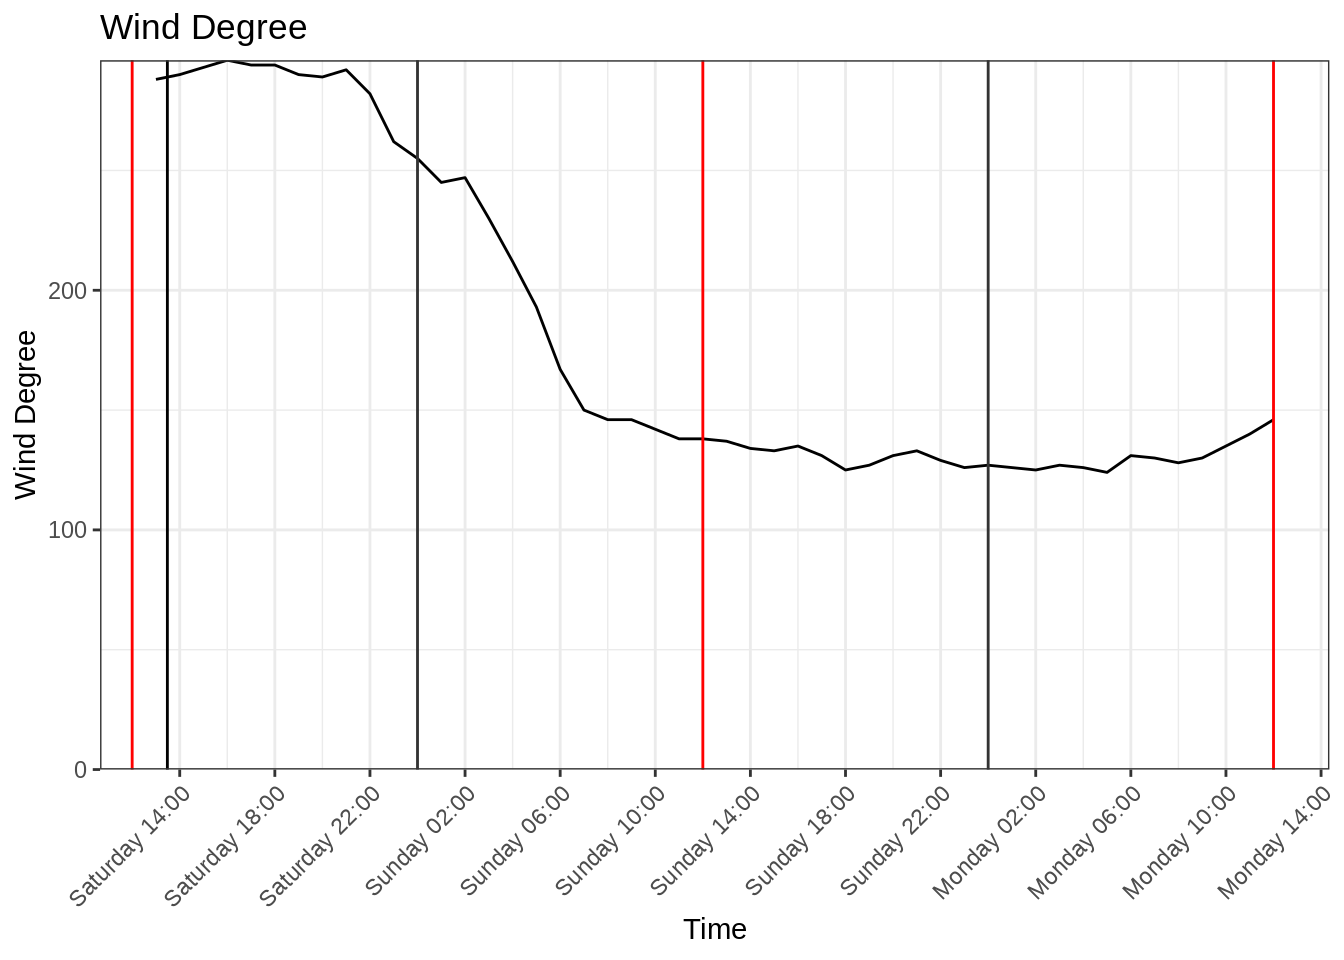 Wind Degree
Wind Degree
200
100
0
Saturday 14:00
Saturday 18:00
Saturday 22:00
Sunday 02:00
Sunday 06:00
Sunday 10:00
Sunday 14:00
Sunday 18:00
Sunday 22:00
Monday 02:00
Monday 06:00
Monday 10:00
Monday 14:00
Time